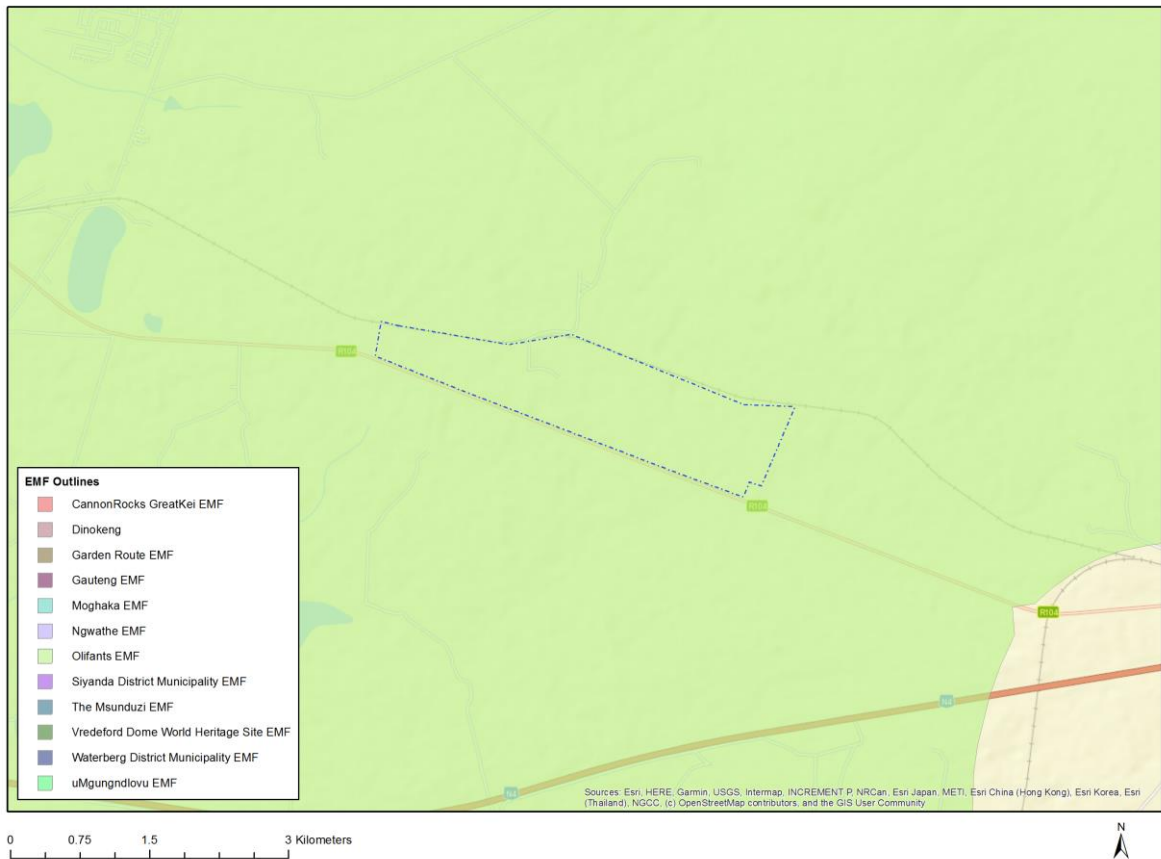 R104
R104
R104
N4
N4
EMF Outlines
CannonRocks GreatKei EMF
Dinokeng
Garden Route EMF
Gauteng EMF
Moghaka EMF
Ngwathe EMF
Olifants EMF
Siyanda District Municipality EMF
The Msunduzi EMF
Vredeford Dome World Heritage Site EMF
Waterberg District Municipality EMF
uMgungndlovu EMF
Sources: Esri, HERE, Garmin, USGS, Intermap, INCREMENT P, NRCan, Esri Japan, METI, Esri China (Hong Kong), Esri Korea, Esri
(Thailand), NGCC, (c) OpenStreetMap contributors, and the GIS User Community
0 0.75 1.5 3 Kilometers
N